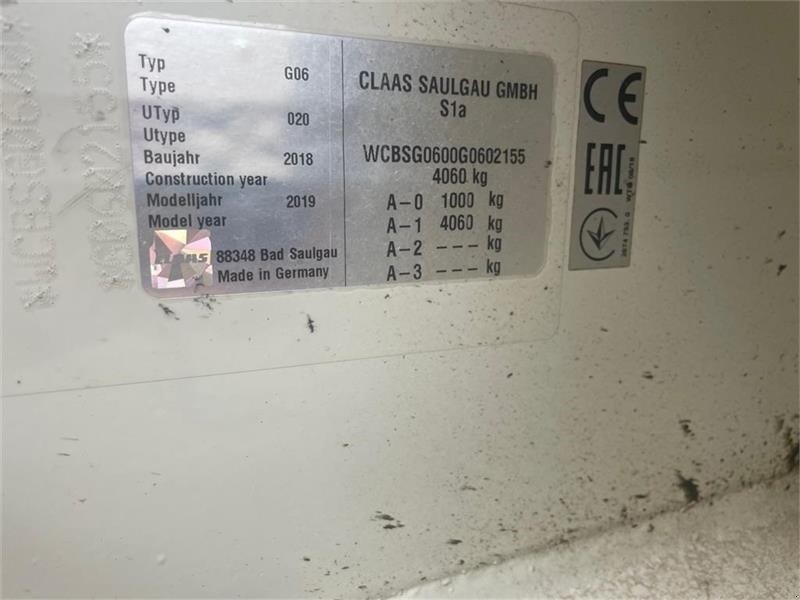 Typ
Type G06
UTyp
Utype 020
Baujahr
Construction year 2018
Modelljahr
Model year 2019
CLAAS
88348 Bad Saulgau
Made in Germany
CLAAS SAULGAU GMBH
S1a
WCBSG0600G0602155
4060 kg
A-0 1000 kg
A-1 4060 kg
A-2 --- kg
A-3 --- kg
CE
EAC